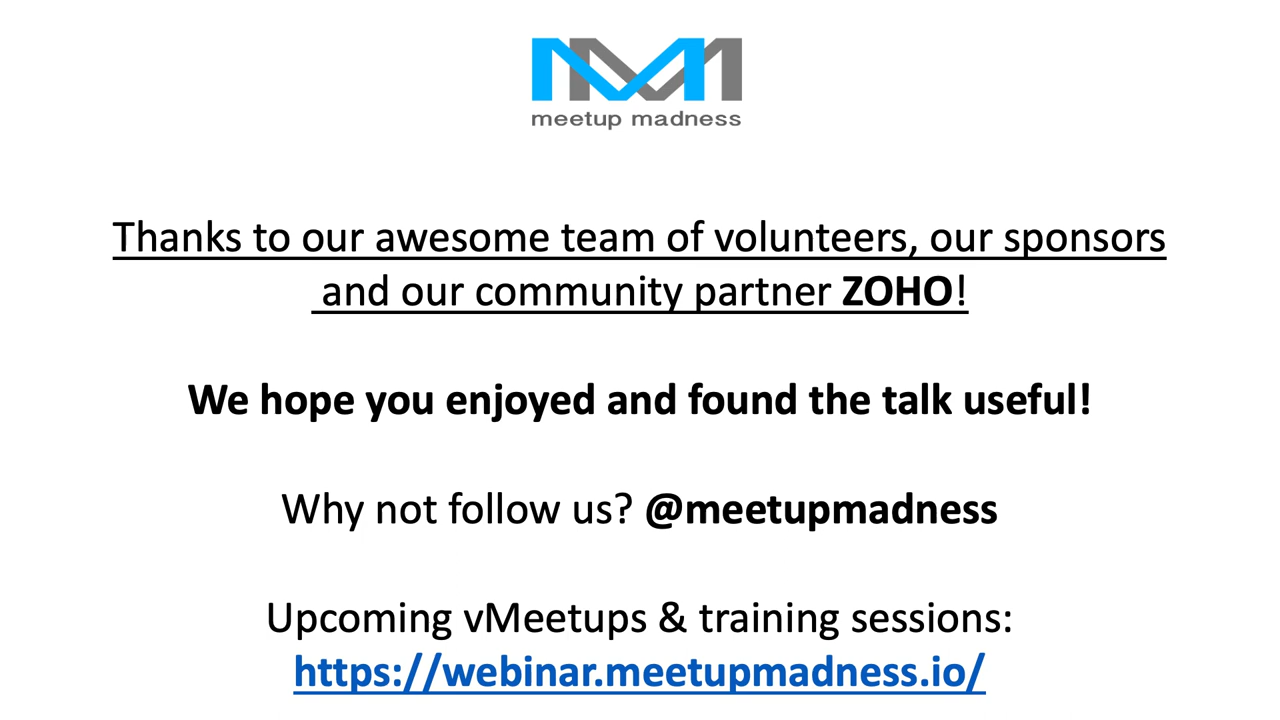 meetup madness
Thanks to our awesome team of volunteers, our sponsors
and our community partner ZOHO!
We hope you enjoyed and found the talk useful!
Why not follow us? @meetupmadness
Upcoming vMeetups & training sessions:
https://webinar.meetupmadness.io/